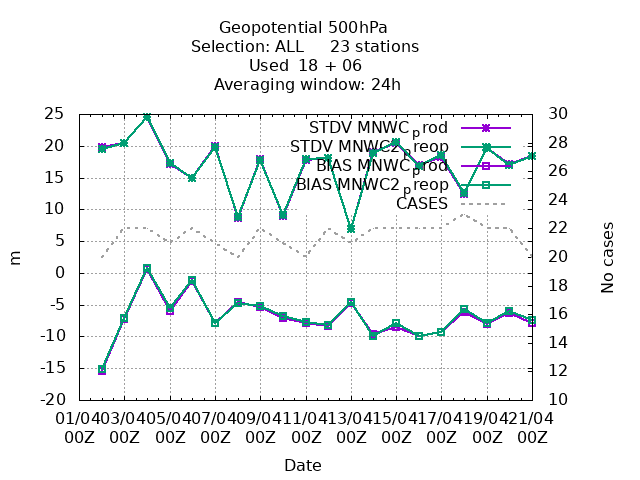 Geopotential 500hPa
Selection: ALL 23 stations
Used 18 + 06
Averaging window: 24h
STDV MNWC_prod
STDV MNWC2_preop
BIAS MNWC_prod
BIAS MNWC2_preop
CASES
25
20
15
10
5
0
-5
-10
-15
-20
m
30
28
26
24
22
20
18
16
14
12
10
No cases
01/04 03/04 05/04 07/04 09/04 11/04 13/04 15/04 17/04 19/04 21/04
00Z 00Z 00Z 00Z 00Z 00Z 00Z 00Z 00Z 00Z 00Z
Date